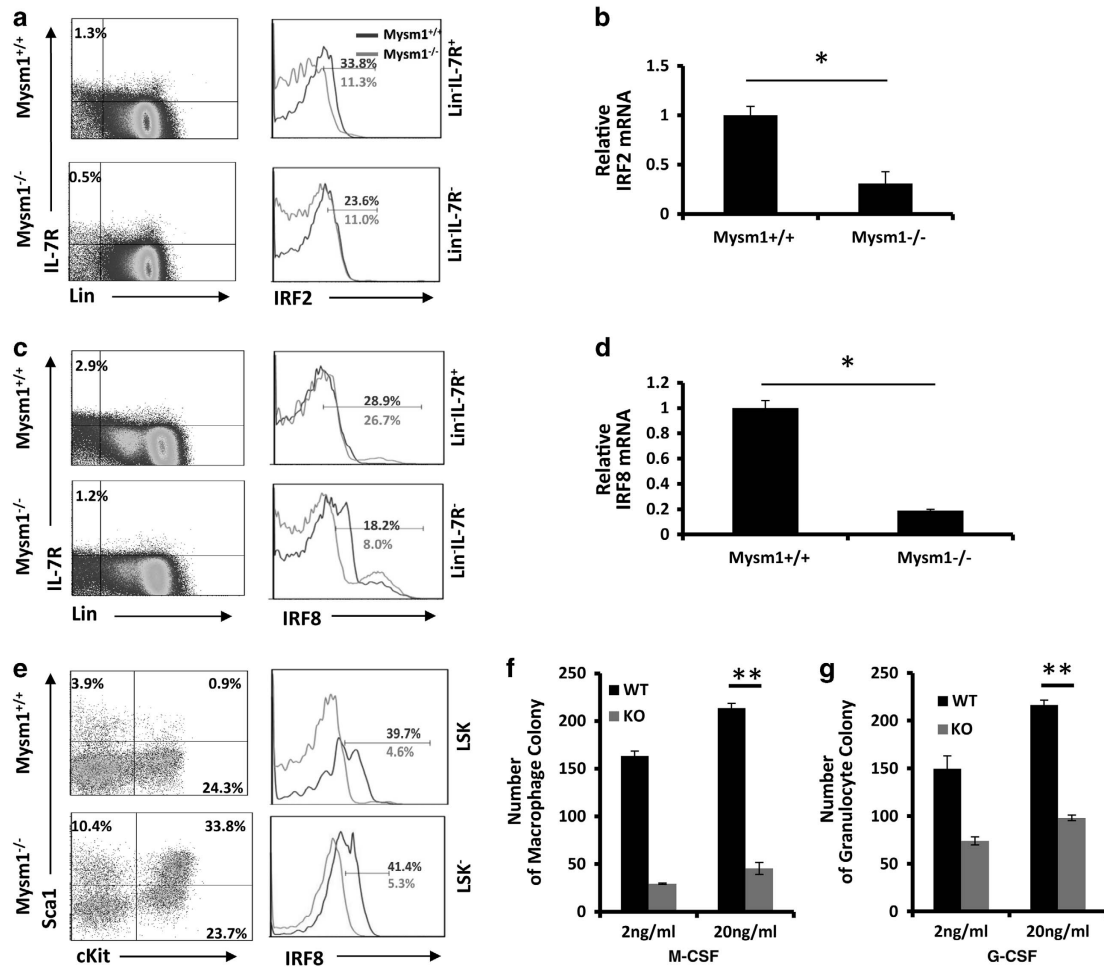 a
Mysm1+/+
1.3%
Mysm1+/+
Mysm1-/-
33.8%
11.3%
Lin-IL-7R+
Mysm1-/-
0.5%
23.6%
11.0%
Lin-IL-7R-
IL-7R
Lin
IRF2
b
Relative
IRF2 mRNA
1.5
1
0.5
0
*
Mysm1+/+
Mysm1-/-
c
Mysm1+/+
2.9%
28.9%
26.7%
Lin-IL-7R+
Mysm1-/-
1.2%
18.2%
8.0%
Lin-IL-7R-
IL-7R
Lin
IRF8
d
Relative
IRF8 mRNA
1.2
1
0.8
0.6
0.4
0.2
0
*
Mysm1+/+
Mysm1-/-
e
Mysm1+/+
3.9%
0.9%
24.3%
39.7%
4.6%
LSK
Mysm1-/-
10.4%
33.8%
23.7%
41.4%
5.3%
LSK-
Sca1
cKit
IRF8
f
Number
of Macrophage Colony
250
200
150
100
50
0
WT
KO
**
2ng/ml
20ng/ml
M-CSF
g
Number
of Granulocyte Colony
250
200
150
100
50
0
WT
KO
**
2ng/ml
20ng/ml
G-CSF